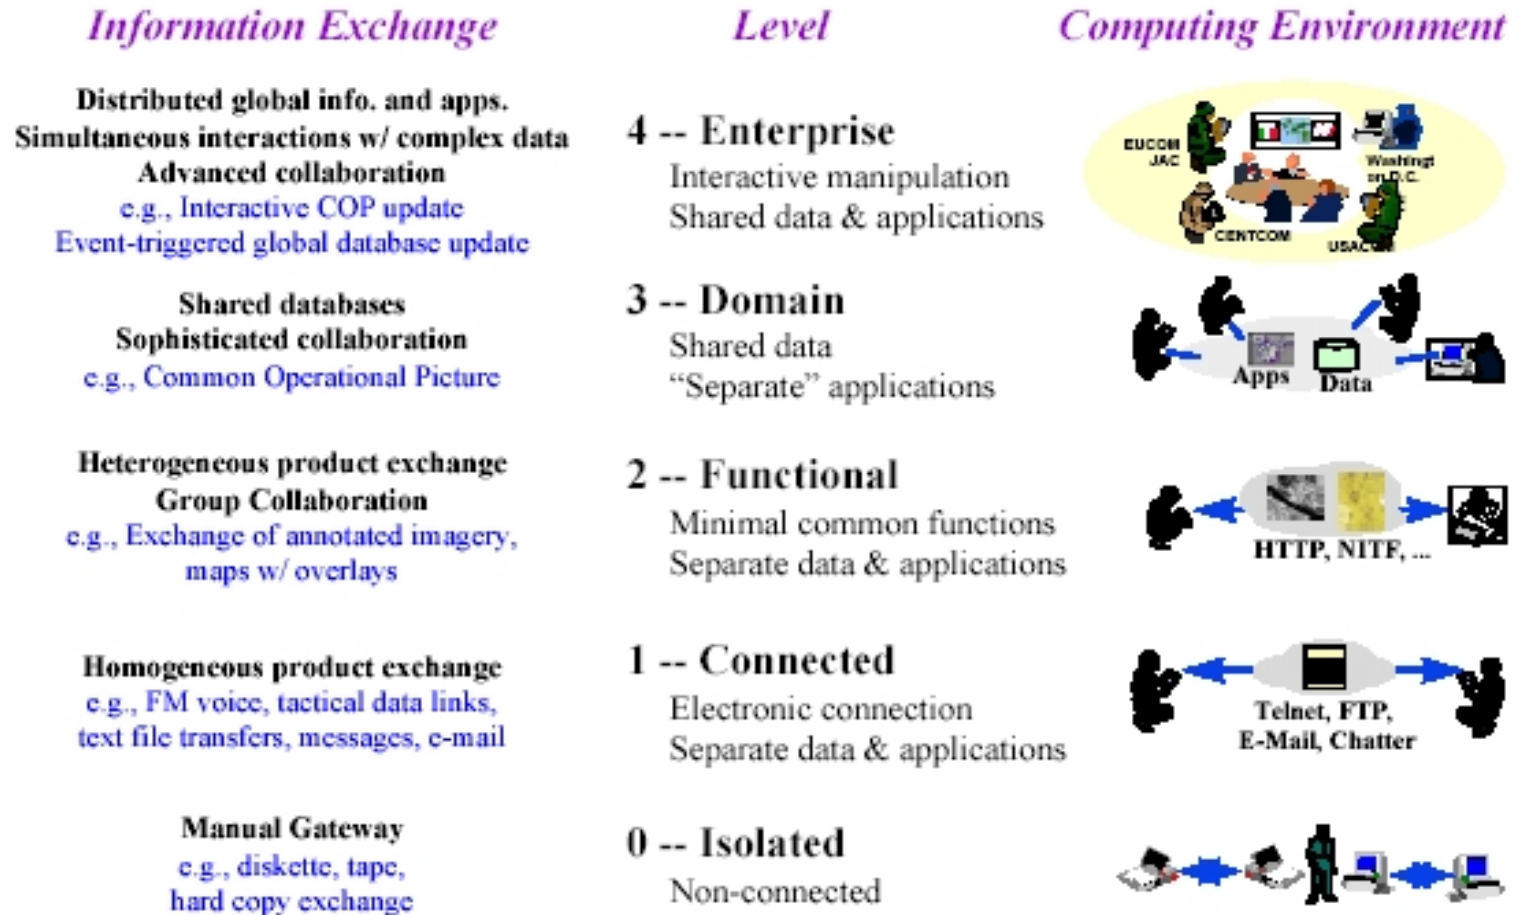 Information Exchange
Level
Computing Environment
Distributed global info. and apps.
Simultaneous interactions w/ complex data
Advanced collaboration
e.g., Interactive COP update
Event-triggered global database update
4 -- Enterprise
Interactive manipulation
Shared data & applications
EUCOM
JAC
Washingt
on D.C.
CENTCOM
Shared databases
Sophisticated collaboration
e.g., Common Operational Picture
3 -- Domain
Shared data
“Separate” applications
Apps
Data
Heterogeneous product exchange
Group Collaboration
e.g., Exchange of annotated imagery,
maps w/ overlays
2 -- Functional
Minimal common functions
Separate data & applications
HTTP, NITF, ...
Homogeneous product exchange
e.g., FM voice, tactical data links,
text file transfers, messages, e-mail
1 -- Connected
Electronic connection
Separate data & applications
Telnet, FTP,
E-Mail, Chatter
Manual Gateway
e.g., diskette, tape,
hard copy exchange
0 -- Isolated
Non-connected